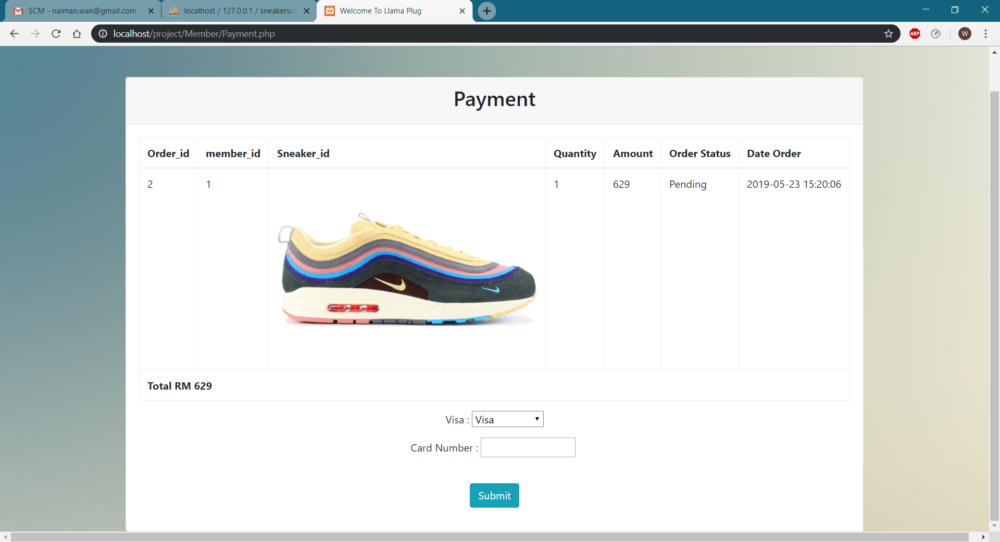 SCM - naiman.wan@gmail.com -
localhost / 127.0.0.1 / sneakersco
Welcome To Llama Plug
localhost/project/Member/Payment.php
ABP
W
Payment
Order_id member_id Sneaker_id Quantity Amount Order Status Date Order
2 1 1 629 Pending 2019-05-23 15:20:06
Total RM 629
Visa : Visa
Card Number :
Submit